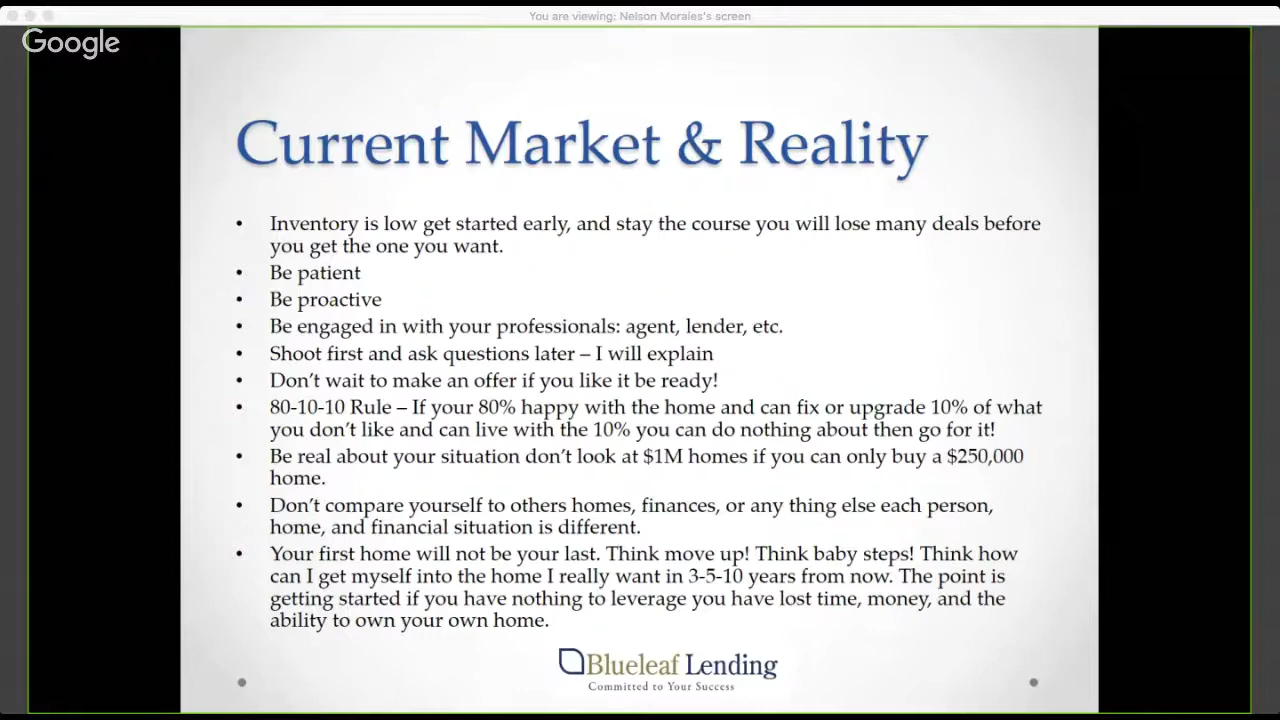 You are viewing: Nelson Morales's screen
Google
Current Market & Reality
• Inventory is low get started early, and stay the course you will lose many deals before
you get the one you want.
• Be patient
• Be proactive
• Be engaged in with your professionals: agent, lender, etc.
• Shoot first and ask questions later – I will explain
• Don't wait to make an offer if you like it be ready!
• 80-10-10 Rule – If your 80% happy with the home and can fix or upgrade 10% of what
you don't like and can live with the 10% you can do nothing about then go for it!
• Be real about your situation don't look at $1M homes if you can only buy a $250,000
home.
• Don't compare yourself to others homes, finances, or any thing else each person,
home, and financial situation is different.
• Your first home will not be your last. Think move up! Think baby steps! Think how
can I get myself into the home I really want in 3-5-10 years from now. The point is
getting started if you have nothing to leverage you have lost time, money, and the
ability to own your own home.
Blueleaf Lending
Committed to Your Success